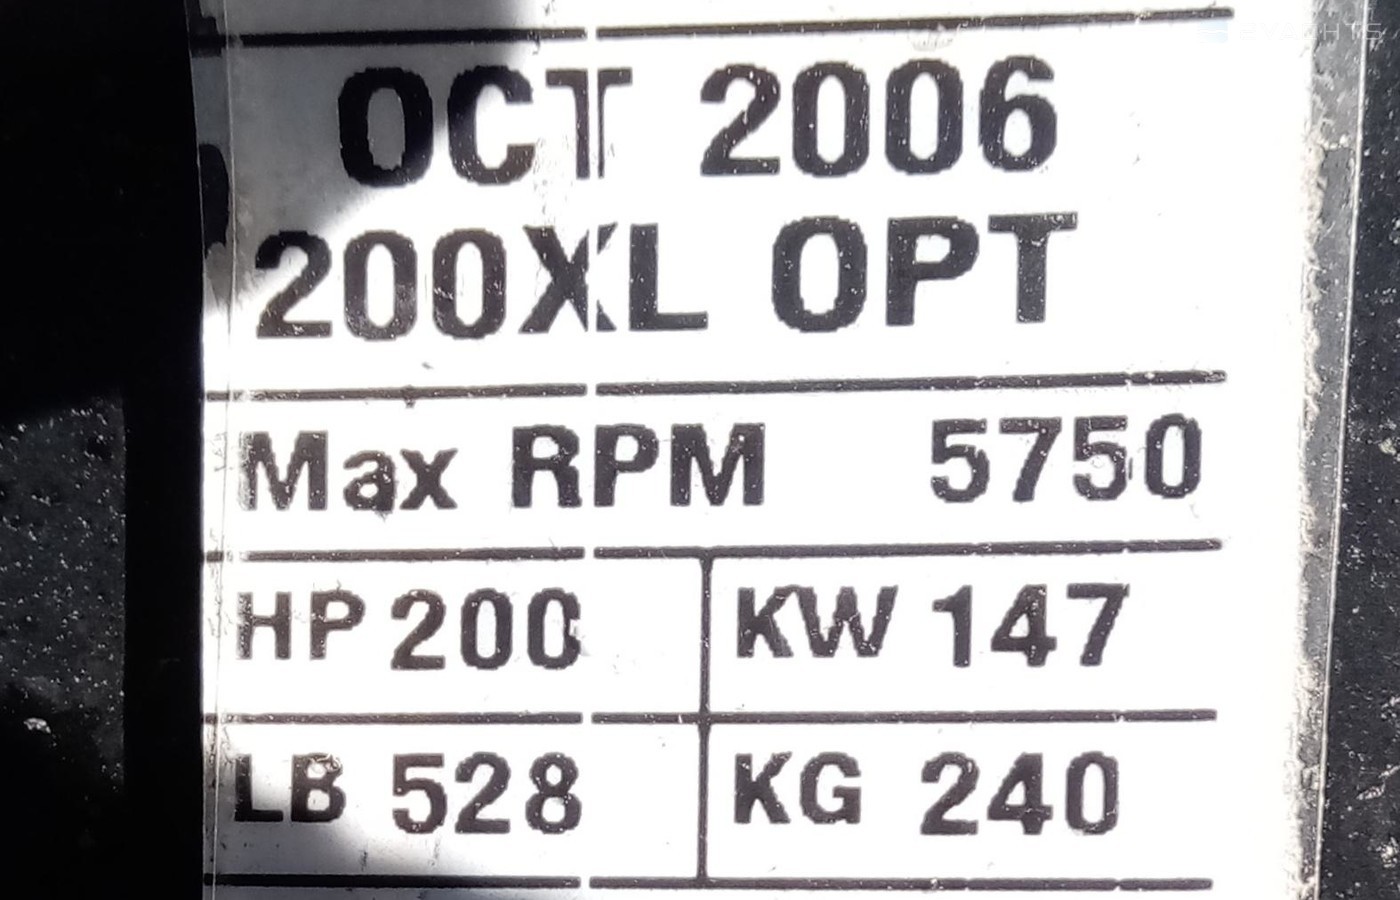 OCT 2006
200XL OPT
Max RPM 5750
HP 200 KW 147
LB 528 KG 240